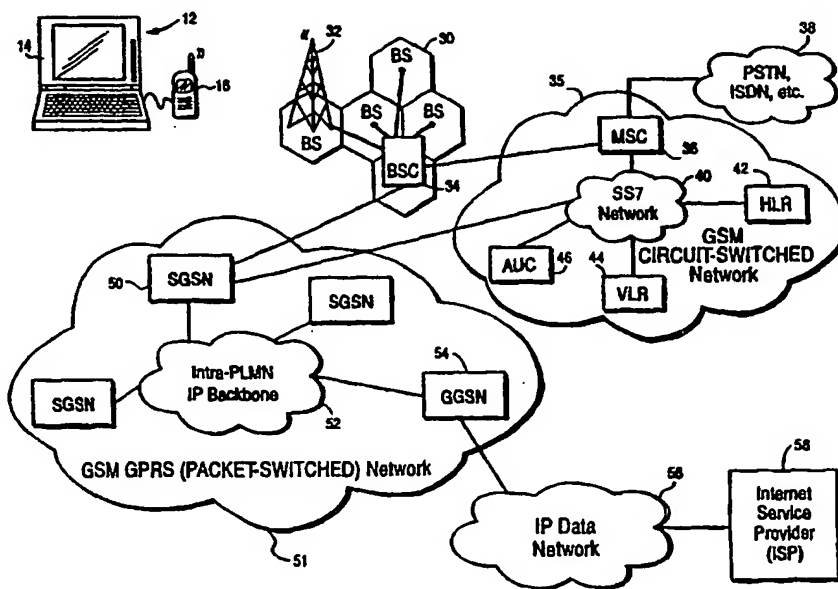 12
14
16
32
30
BS
BS
BS
BS
BS
BSC
34
35
38
PSTN,
ISDN, etc.
MSC
36
40
42
SS7
Network
HLR
GSM
CIRCUIT-SWITCHED
Network
AUC
46
44
VLR
50
SGSN
SGSN
SGSN
Intra-PLMN
IP Backbone
52
54
GGSN
GSM GPRS (PACKET-SWITCHED) Network
51
56
IP Data
Network
58
Internet
Service
Provider
(ISP)